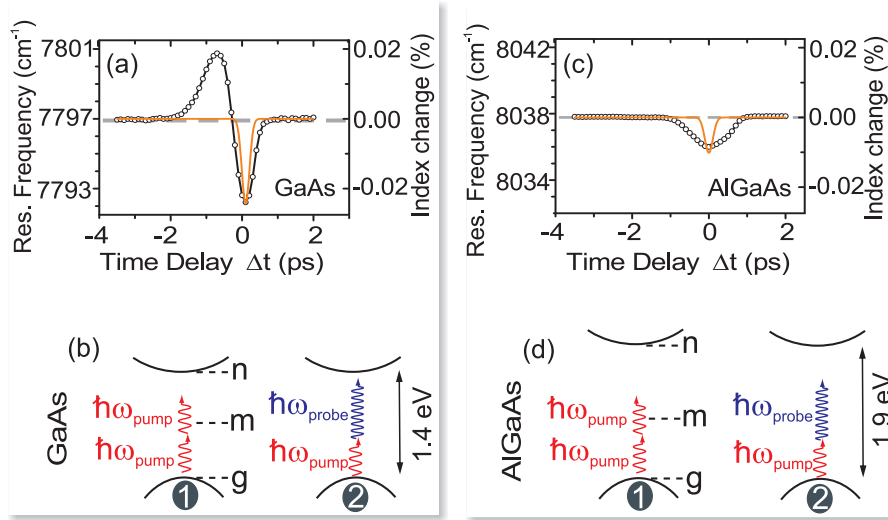 Res. Frequency (cm⁻¹)
7801
7797
7793
(a)
GaAs
0.02
0.00
-0.02
Index change (%)
-4 -2 0 2
Time Delay Δt (ps)
(b)
GaAs
ħω_pump
ħω_pump
n
m
g
1
ħω_probe
ħω_pump
2
1.4 eV
Res. Frequency (cm⁻¹)
8042
8038
8034
(c)
AlGaAs
0.02
0.00
-0.02
Index change (%)
-4 -2 0 2
Time Delay Δt (ps)
(d)
AlGaAs
ħω_pump
ħω_pump
n
m
g
1
ħω_probe
ħω_pump
2
1.9 eV